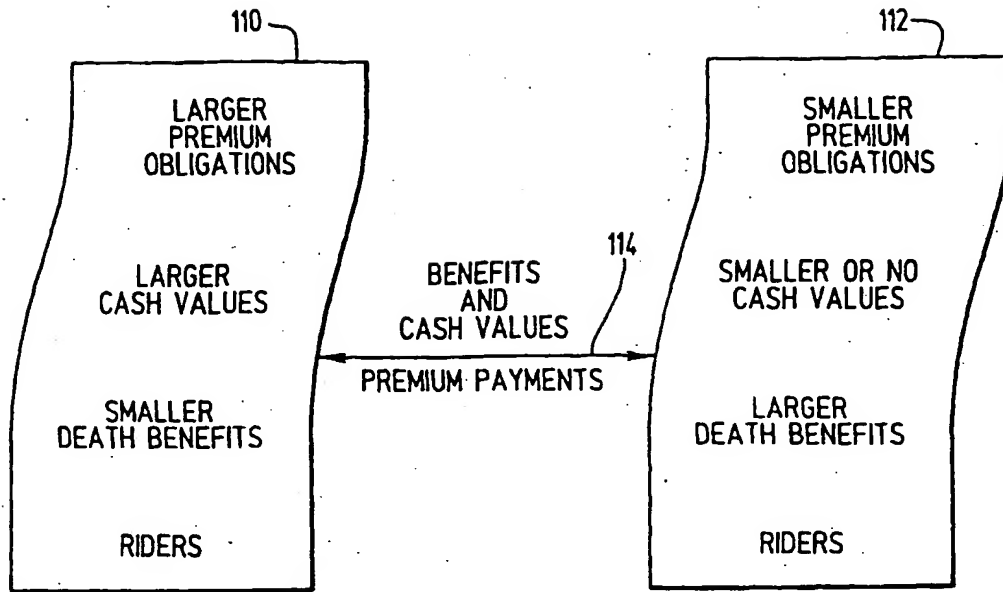 110
112
LARGER
PREMIUM
OBLIGATIONS
LARGER
CASH VALUES
SMALLER
DEATH BENEFITS
RIDERS
114
BENEFITS
AND
CASH VALUES
PREMIUM PAYMENTS
SMALLER
PREMIUM
OBLIGATIONS
SMALLER OR NO
CASH VALUES
LARGER
DEATH BENEFITS
RIDERS